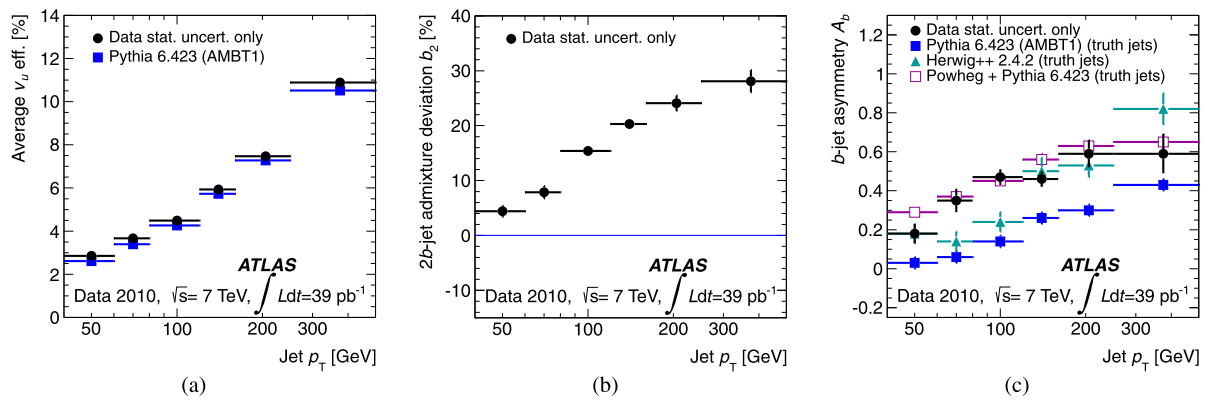 Average v_u eff. [%]
14
12
10
8
6
4
2
0
Data stat. uncert. only
Pythia 6.423 (AMBT1)
ATLAS
Data 2010, √s= 7 TeV, ∫ Ldt=39 pb⁻¹
50 100 200 300
Jet p_T [GeV]
(a)
2b-jet admixture deviation b₂ [%]
40
30
20
10
0
-10
Data stat. uncert. only
ATLAS
Data 2010, √s= 7 TeV, ∫ Ldt=39 pb⁻¹
50 100 200 300
Jet p_T [GeV]
(b)
b-jet asymmetry A_b
1.2
1
0.8
0.6
0.4
0.2
0
-0.2
Data stat. uncert. only
Pythia 6.423 (AMBT1) (truth jets)
Herwig++ 2.4.2 (truth jets)
Powheg + Pythia 6.423 (truth jets)
ATLAS
Data 2010, √s= 7 TeV, ∫ Ldt=39 pb⁻¹
50 100 200 300
Jet p_T [GeV]
(c)